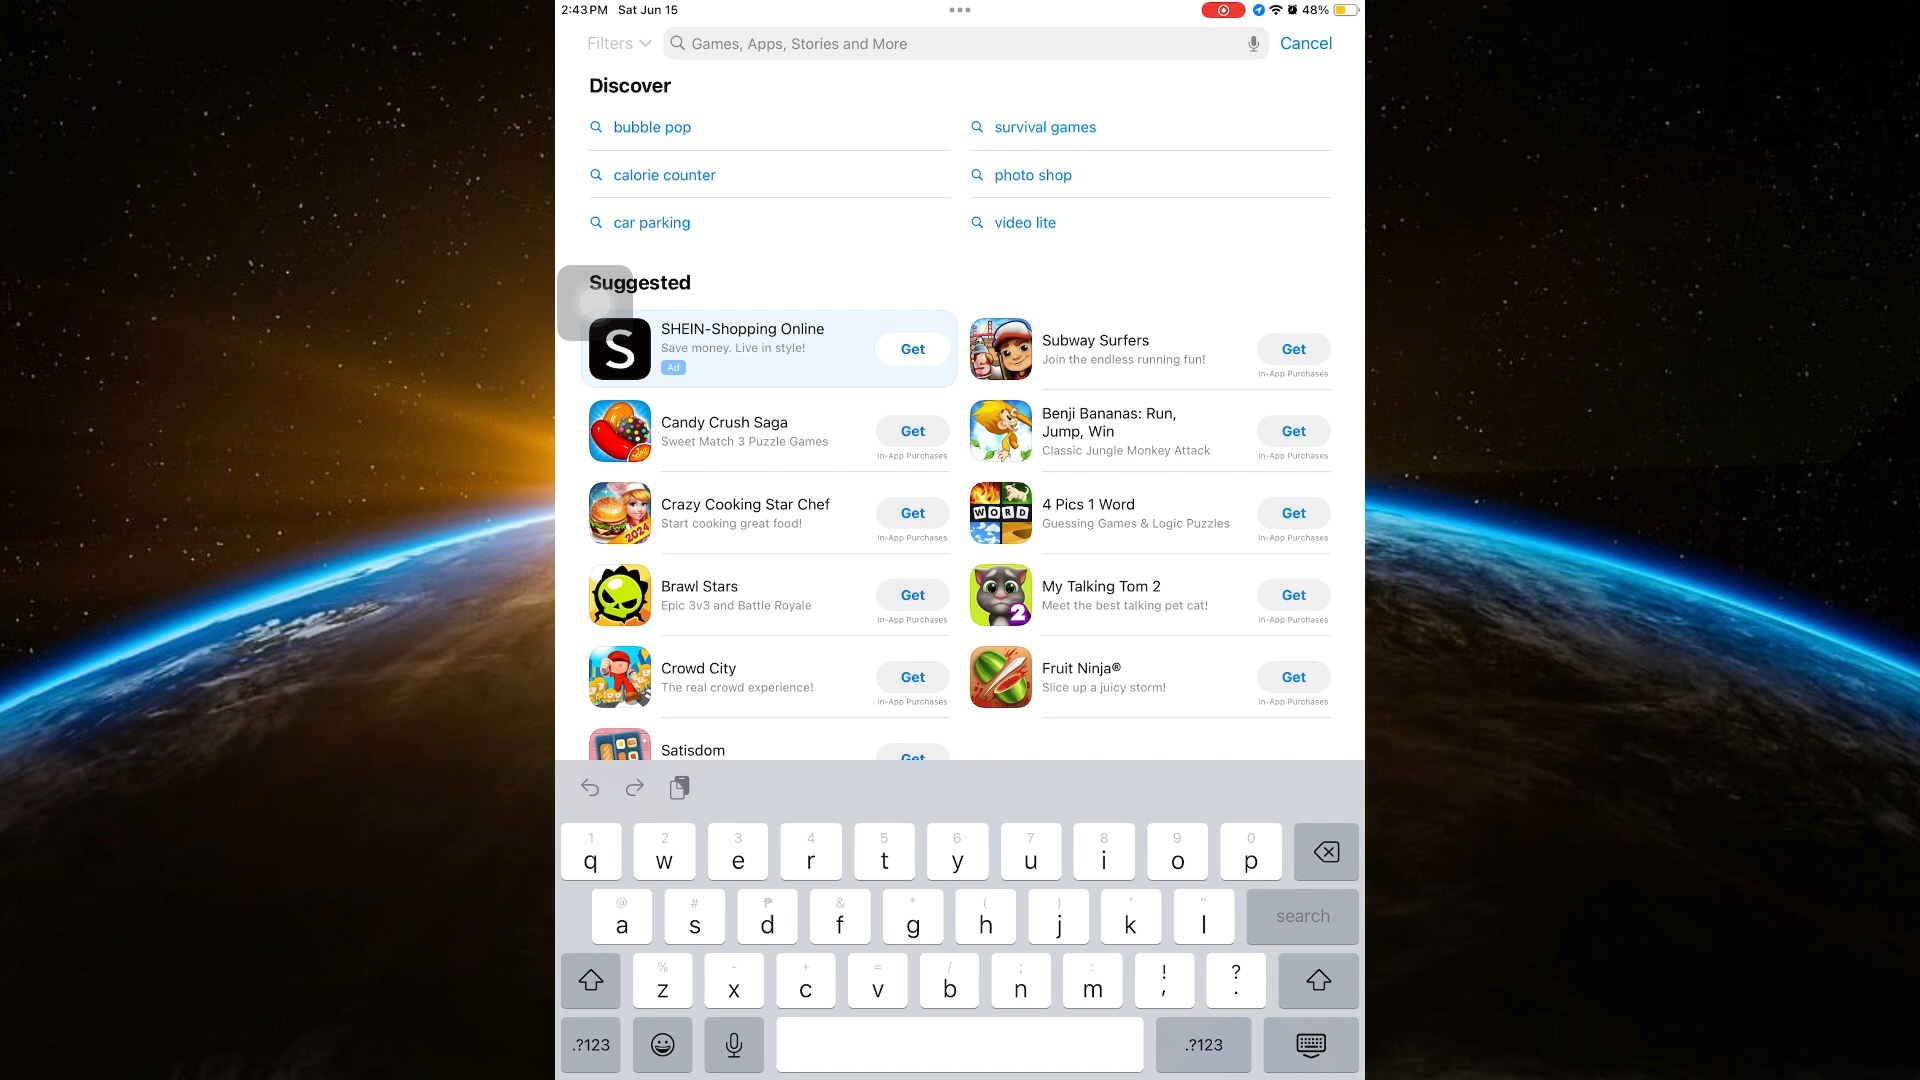 2:43 PM Sat Jun 15
48%
Filters
Games, Apps, Stories and More
Cancel
Discover
bubble pop
survival games
calorie counter
photo shop
car parking
video lite
Suggested
S
SHEIN-Shopping Online
Save money. Live in style!
Ad
Get
Subway Surfers
Join the endless running fun!
Get
In-App Purchases
Candy Crush Saga
Sweet Match 3 Puzzle Games
Get
In-App Purchases
Benji Bananas: Run,
Jump, Win
Classic Jungle Monkey Attack
Get
In-App Purchases
2024
Crazy Cooking Star Chef
Start cooking great food!
Get
In-App Purchases
WORD
4 Pics 1 Word
Guessing Games & Logic Puzzles
Get
In-App Purchases
Brawl Stars
Epic 3v3 and Battle Royale
Get
In-App Purchases
2
My Talking Tom 2
Meet the best talking pet cat!
Get
In-App Purchases
Crowd City
The real crowd experience!
Get
In-App Purchases
Fruit Ninja®
Slice up a juicy storm!
Get
In-App Purchases
Satisdom
Get
1 2 3 4 5 6 7 8 9 0
q w e r t y u i o p
@ # ₱ & * ( ) ' "
a s d f g h j k l search
% - + = / ; : ! ?
z x c v b n m , .
.?123 .?123